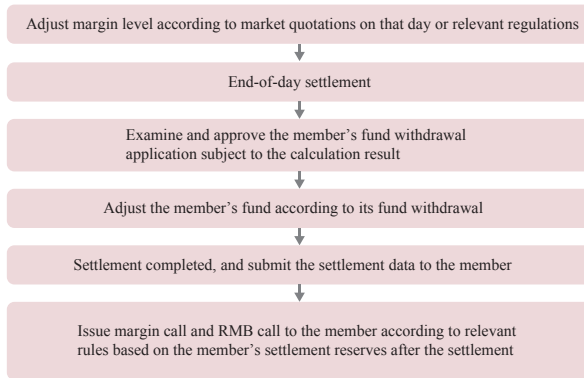 Adjust margin level according to market quotations on that day or relevant regulations
End-of-day settlement
Examine and approve the member’s fund withdrawal
application subject to the calculation result
Adjust the member’s fund according to its fund withdrawal
Settlement completed, and submit the settlement data to the member
Issue margin call and RMB call to the member according to relevant
rules based on the member’s settlement reserves after the settlement